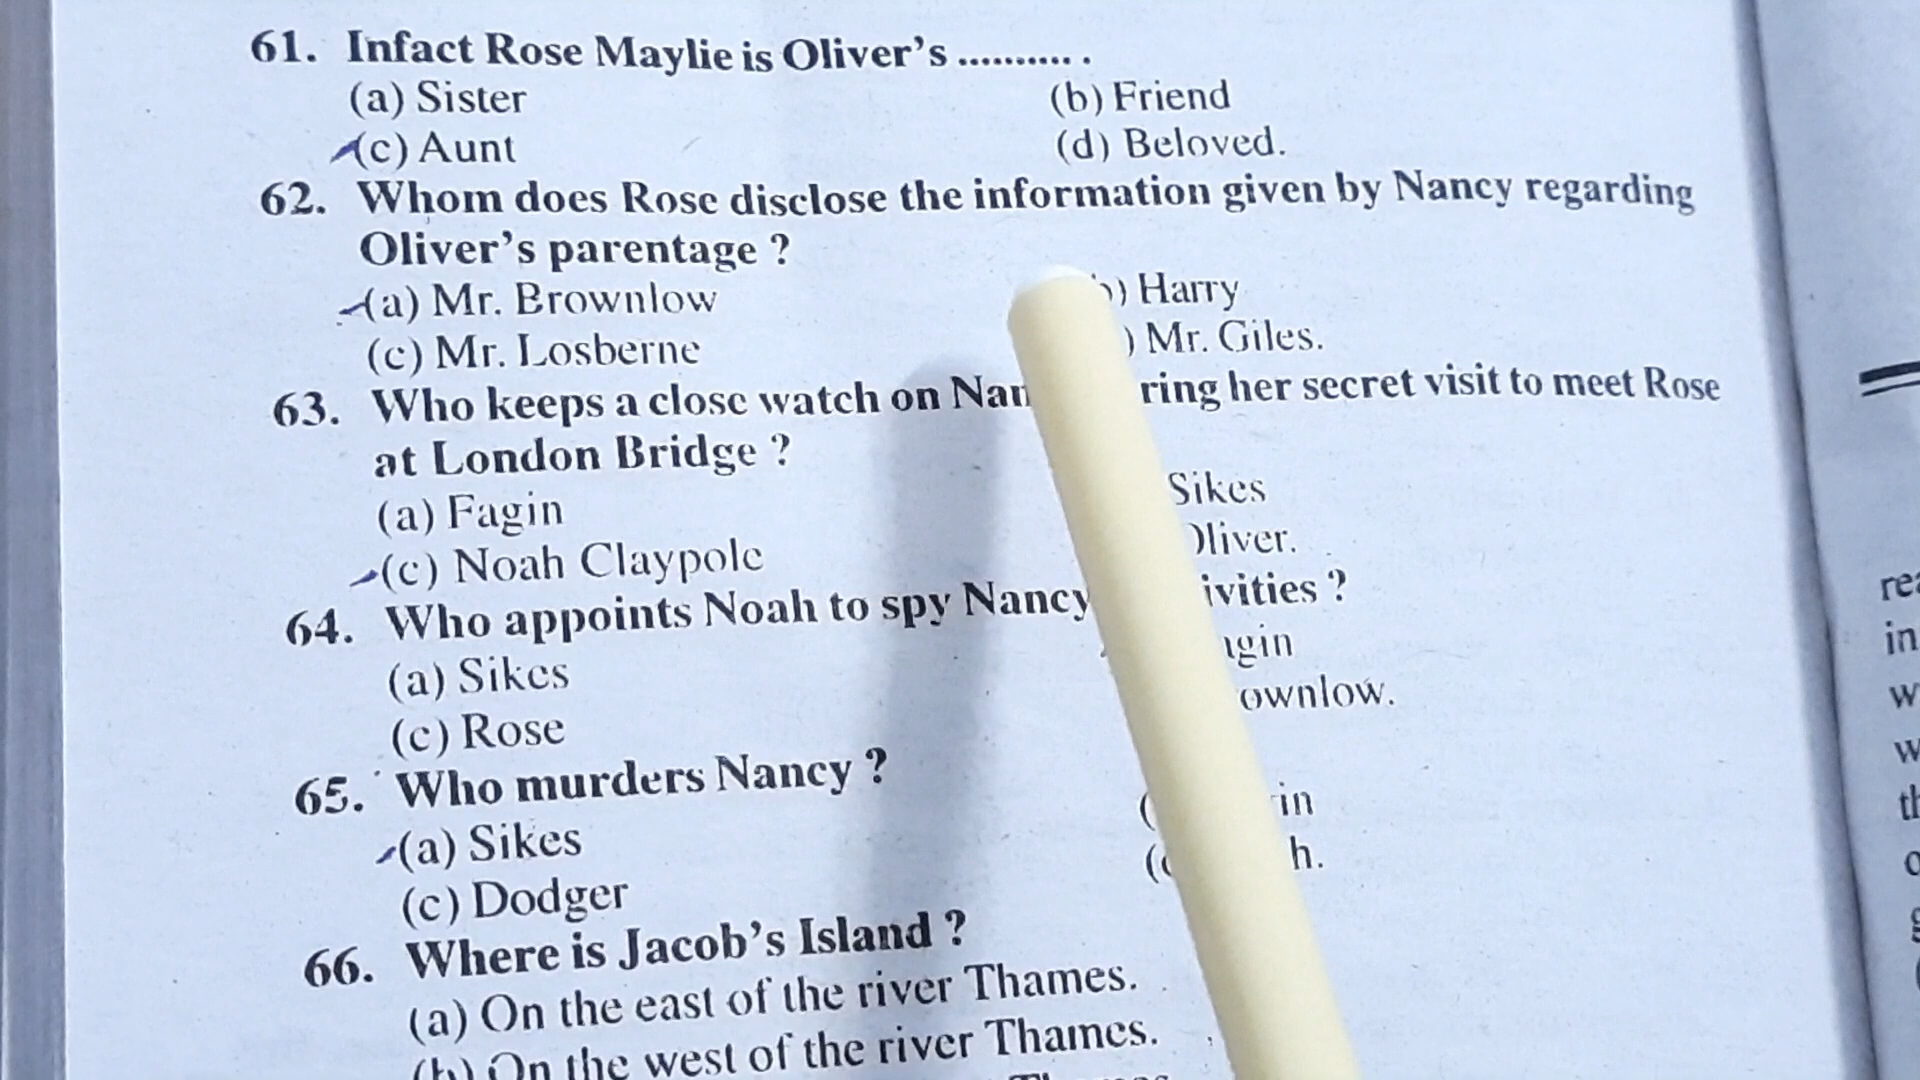 61. Infact Rose Maylie is Oliver's .......... .
(a) Sister (b) Friend
(c) Aunt (d) Beloved.
62. Whom does Rose disclose the information given by Nancy regarding
Oliver's parentage ?
(a) Mr. Brownlow ) Harry
(c) Mr. Losberne ) Mr. Giles.
63. Who keeps a close watch on her secret visit to meet Rose
at London Bridge ?
(a) Fagin Sikes
(c) Noah Claypole Oliver.
64. Who appoints Noah to spy Nancy
(a) Sikes
(c) Rose
65. Who murders Nancy ?
(a) Sikes
(c) Dodger
66. Where is Jacob's Island ?
(a) On the east of the river Thames.
(b) On the west of the river Thames.
in